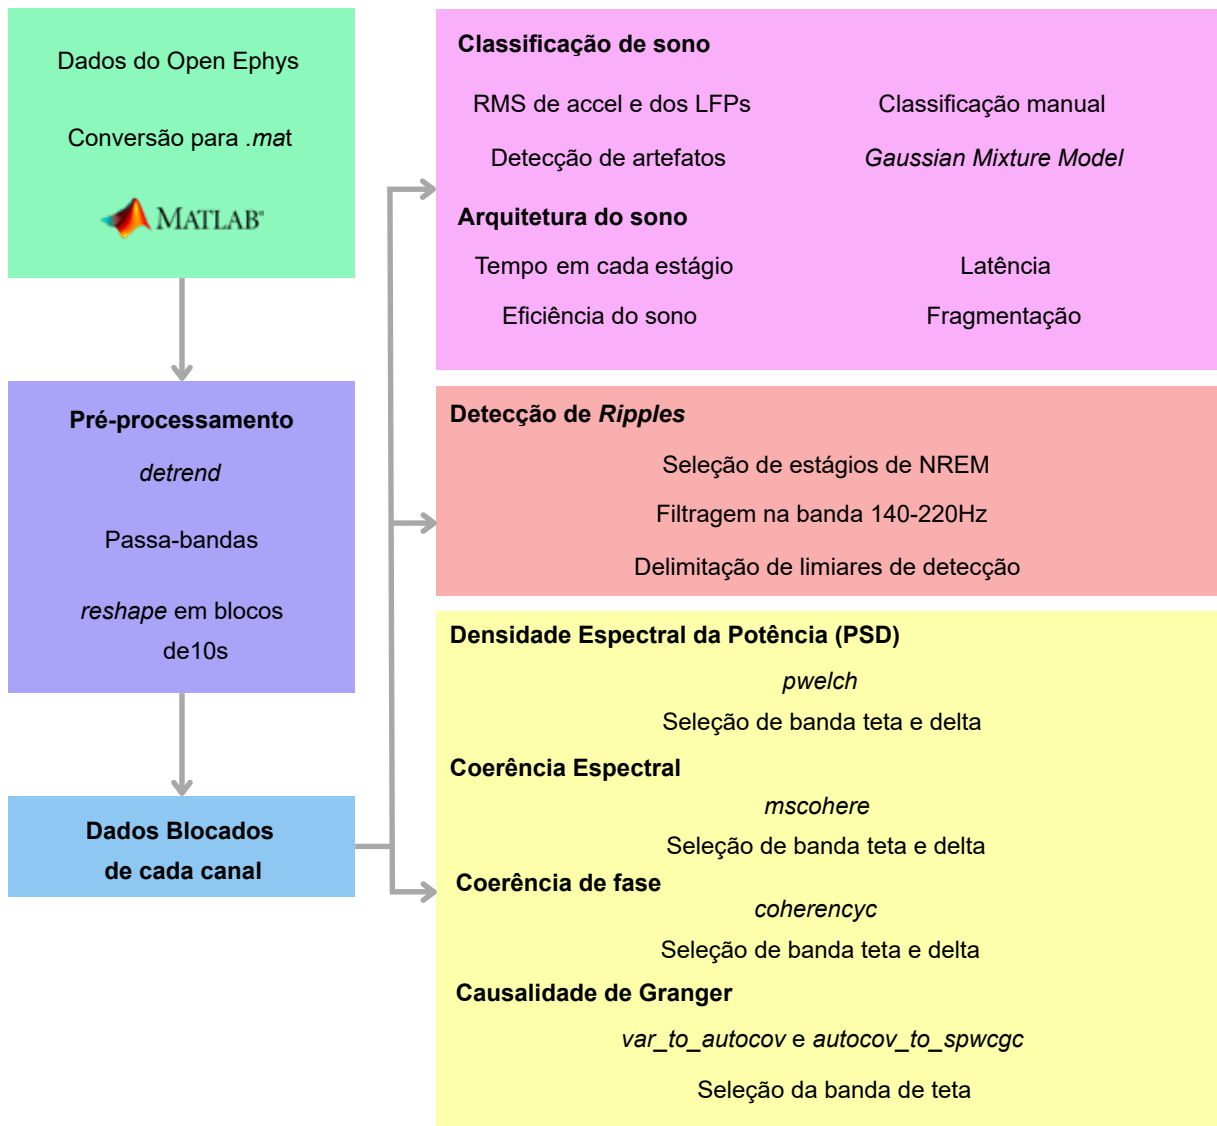 Dados do Open Ephys
Conversão para .mat
MATLAB®
Pré-processamento
detrend
Passa-bandas
reshape em blocos
de10s
Dados Blocados
de cada canal
Classificação de sono
RMS de accel e dos LFPs
Classificação manual
Detecção de artefatos
Gaussian Mixture Model
Arquitetura do sono
Tempo em cada estágio
Latência
Eficiência do sono
Fragmentação
Detecção de Ripples
Seleção de estágios de NREM
Filtragem na banda 140-220Hz
Delimitação de limiares de detecção
Densidade Espectral da Potência (PSD)
pwelch
Seleção de banda teta e delta
Coerência Espectral
mscohere
Seleção de banda teta e delta
Coerência de fase
coherencyc
Seleção de banda teta e delta
Causalidade de Granger
var_to_autocov e autocov_to_spwcgc
Seleção da banda de teta